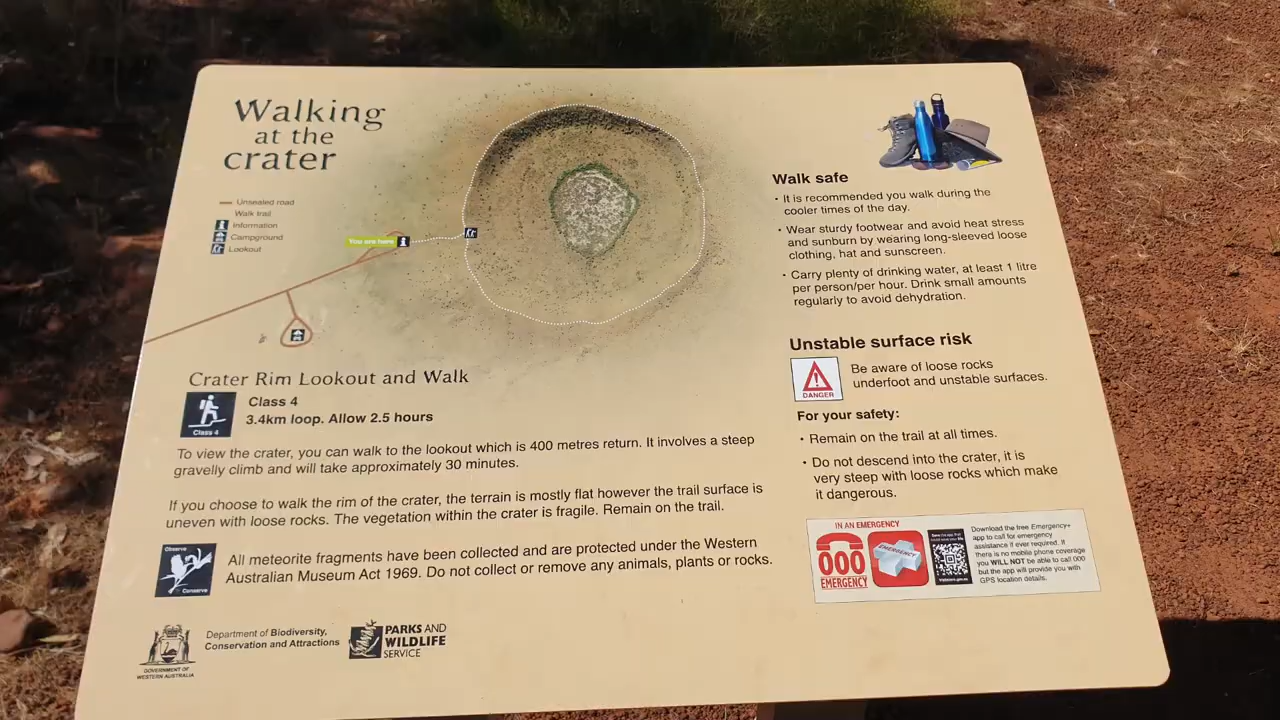 Walking
at the
crater
Unsealed road
Walk trail
Information
Campground
Lookout
You are here
Crater Rim Lookout and Walk
Class 4
Class 4
3.4km loop. Allow 2.5 hours
To view the crater, you can walk to the lookout which is 400 metres return. It involves a steep
gravelly climb and will take approximately 30 minutes.
If you choose to walk the rim of the crater, the terrain is mostly flat however the trail surface is
uneven with loose rocks. The vegetation within the crater is fragile. Remain on the trail.
Observe
Conserve
All meteorite fragments have been collected and are protected under the Western
Australian Museum Act 1969. Do not collect or remove any animals, plants or rocks.
GOVERNMENT OF
WESTERN AUSTRALIA
Department of Biodiversity,
Conservation and Attractions
PARKS AND
WILDLIFE
SERVICE
Walk safe
• It is recommended you walk during the
cooler times of the day.
• Wear sturdy footwear and avoid heat stress
and sunburn by wearing long-sleeved loose
clothing, hat and sunscreen.
• Carry plenty of drinking water, at least 1 litre
per person/per hour. Drink small amounts
regularly to avoid dehydration.
Unstable surface risk
DANGER
Be aware of loose rocks
underfoot and unstable surfaces.
For your safety:
• Remain on the trail at all times.
• Do not descend into the crater, it is
very steep with loose rocks which make
it dangerous.
IN AN EMERGENCY
000
EMERGENCY
EMERGENCY
Download the free Emergency+
app to call for emergency
assistance if ever required. If
there is no mobile phone coverage
you WILL NOT be able to call 000
but the app will provide you with
GPS location details.